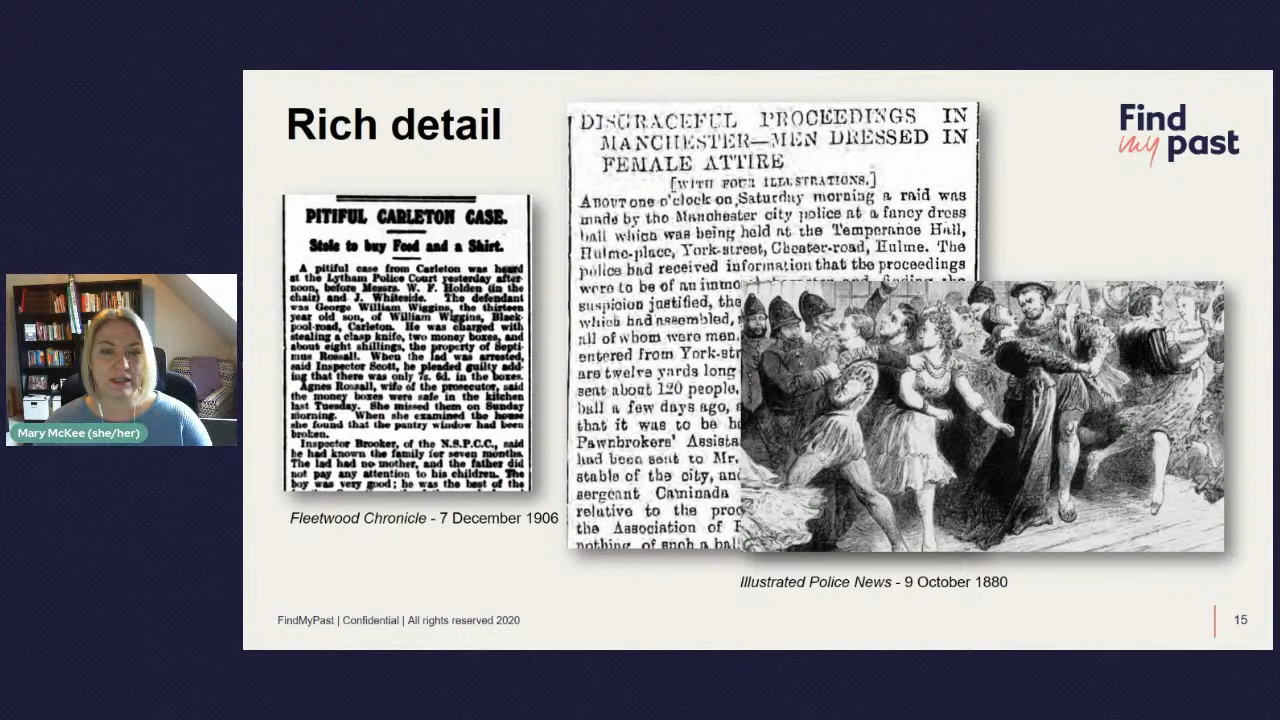 Rich detail
Find
my past
PITIFUL CARLETON CASE.
Stole to buy Food and a Shirt.
A pitiful case from Carleton was heard
at the Lytham Police Court yesterday after-
noon, before Messrs. W. F. Holden (in the
chair) and J. Whiteside. The defendant
was George William Wiggins, the thirteen
year old son, of William Wiggins, Black-
pool-road, Carleton. He was charged with
stealing a clasp knife, two money boxes, and
about eight shillings, the property of Septi-
mus Rossall. When the lad was arrested,
said Inspector Scott, he pleaded guilty add-
ing that there was only 7s. 6d. in the boxes.
Agnes Rossall, wife of the prosecutor, said
the money boxes were safe in the kitchen
last Tuesday. She missed them on Sunday
morning. When she examined the house
she found that the pantry window had been
broken.
Inspector Brooker, of the N.S.P.C.C., said
he had known the family for seven months.
The lad had no mother, and the father did
not pay any attention to his children. The
boy was very good; he was the best of the
Fleetwood Chronicle - 7 December 1906
DISGRACEFUL PROCEEDINGS IN
MANCHESTER—MEN DRESSED IN
FEMALE ATTIRE
[WITH FOUR ILLUSTRATIONS.]
ABOUT one o'clock on Saturday morning a raid was
made by the Manchester city police at a fancy dress
ball which was being held at the Temperance Hall,
Hulme-place, York-street, Chester-road, Hulme. The
police had received information that the proceedings
were to be of an immo
suspicion justified, the
which had assembled,
all of whom were men.
entered from York-str
are twelve yards long
seat about 120 people.
ball a few days ago,
that it was to be h
Pawnbrokers' Assista
had been sent to Mr.
stable of the city, and
sergeant Caminada
relative to the proc
the Association of
nothing of such a bal
Illustrated Police News - 9 October 1880
Mary McKee (she/her)
FindMyPast | Confidential | All rights reserved 2020
15